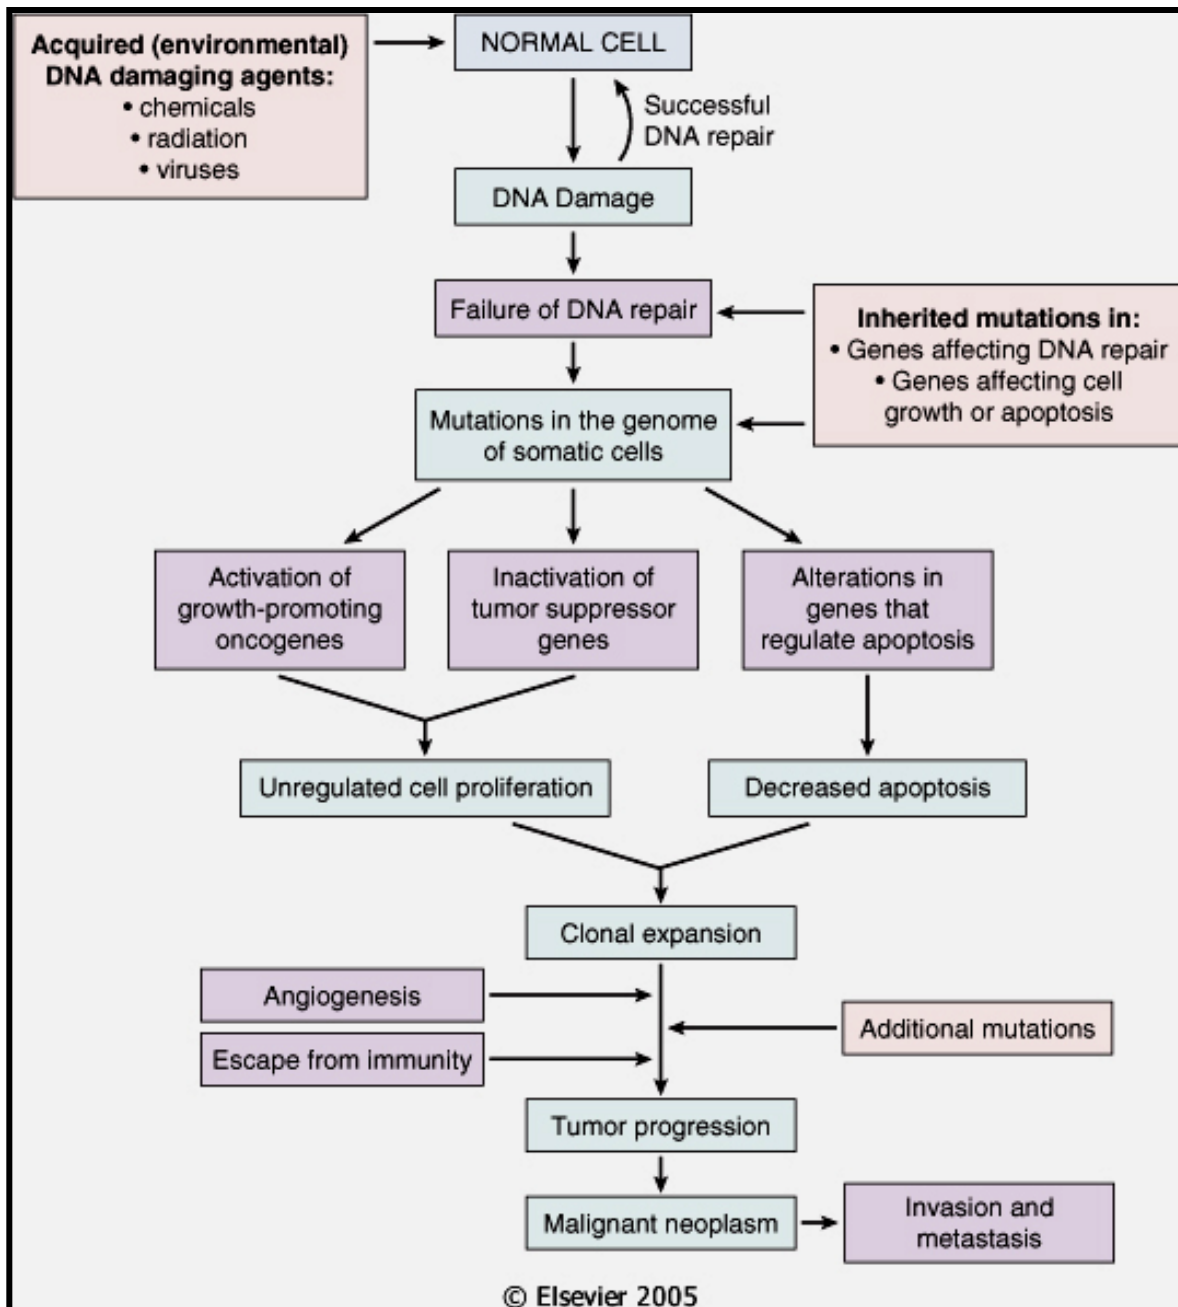 Acquired (environmental)
DNA damaging agents:
• chemicals
• radiation
• viruses
NORMAL CELL
Successful
DNA repair
DNA Damage
Failure of DNA repair
Inherited mutations in:
• Genes affecting DNA repair
• Genes affecting cell
growth or apoptosis
Mutations in the genome
of somatic cells
Activation of
growth-promoting
oncogenes
Inactivation of
tumor suppressor
genes
Alterations in
genes that
regulate apoptosis
Unregulated cell proliferation
Decreased apoptosis
Clonal expansion
Angiogenesis
Additional mutations
Escape from immunity
Tumor progression
Malignant neoplasm
Invasion and
metastasis
© Elsevier 2005